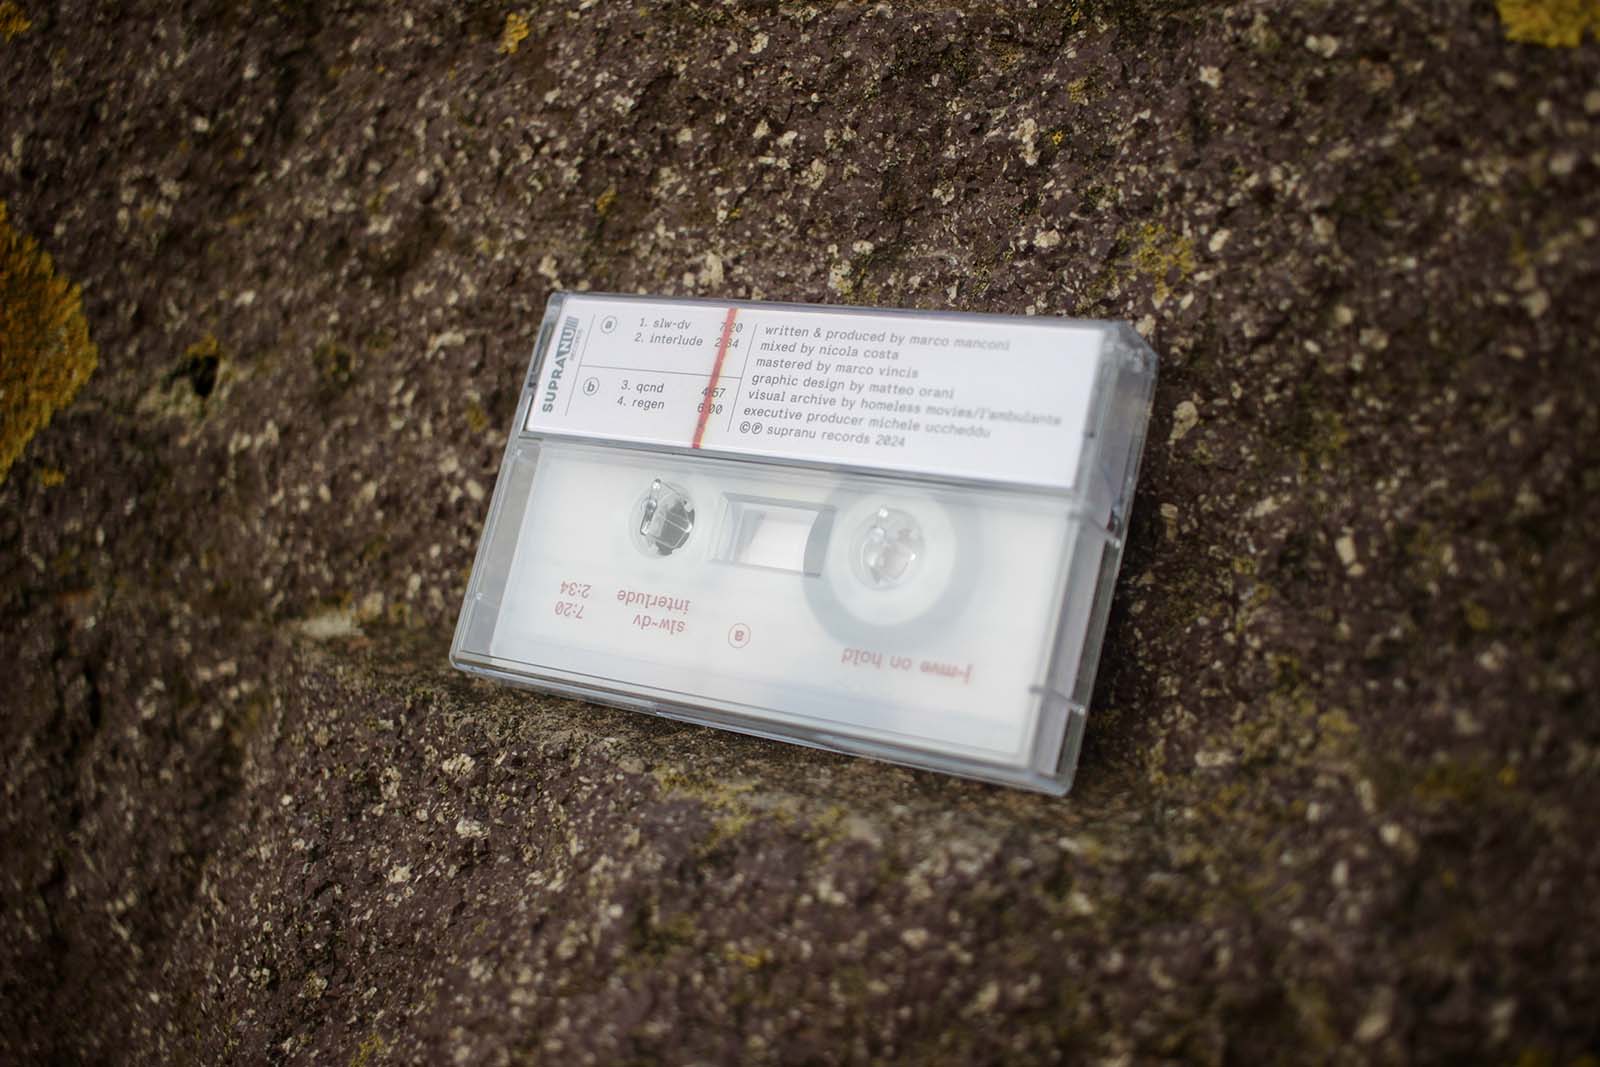 SUPRANU
records
a
1. slw-dv 7:20
2. interlude 2:34
b
3. qcnd 4:57
4. regen 6:00
written & produced by marco manconi
mixed by nicola costa
mastered by marco vincis
graphic design by matteo orani
visual archive by homeless movies/l'ambulante
executive producer michele uccheddu
©℗ supranu records 2024
j-mve on hold
a
slw-dv 7:20
interlude 2:34